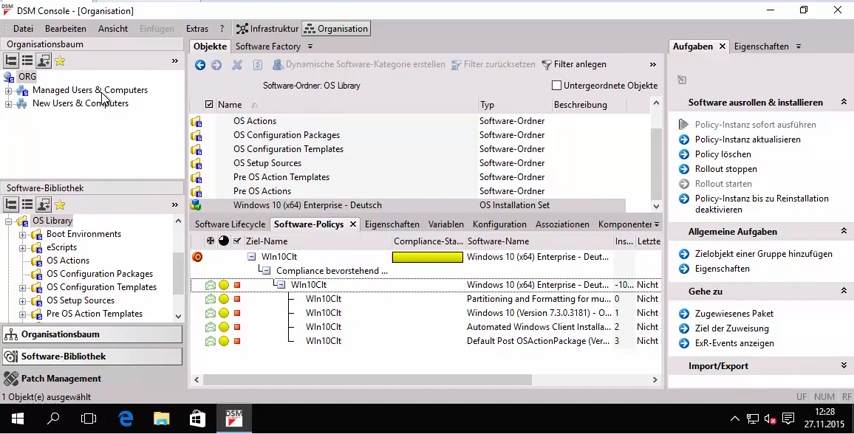 DSM
DSM Console - [Organisation]
Datei Bearbeiten Ansicht Einfügen Extras ? Infrastruktur Organisation
Organisationsbaum
ORG
Managed Users & Computers
New Users & Computers
Software-Bibliothek
OS Library
Boot Environments
eScripts
OS Actions
OS Configuration Packages
OS Configuration Templates
OS Setup Sources
Pre OS Action Templates
Organisationsbaum
Software-Bibliothek
Patch Management
1 Objekt(e) ausgewählt
Objekte Software Factory
Dynamische Software-Kategorie erstellen Filter zurücksetzen Filter anlegen
Software-Ordner: OS Library Untergeordnete Objekte
Name Typ Beschreibung
OS Actions Software-Ordner
OS Configuration Packages Software-Ordner
OS Configuration Templates Software-Ordner
OS Setup Sources Software-Ordner
Pre OS Action Templates Software-Ordner
Pre OS Actions Software-Ordner
Windows 10 (x64) Enterprise - Deutsch OS Installation Set
Software Lifecycle Software-Policys Eigenschaften Variablen Konfiguration Assoziationen Komponente
Ziel-Name Compliance-Sta... Software-Name Ins... Letzte
WIn10Clt Windows 10 (x64) Enterprise - Deut...
Compliance bevorstehend ...
WIn10Clt Windows 10 (x64) Enterprise - Deut... -10... Nicht
WIn10Clt Partitioning and Formatting for mu... 0 Nicht
WIn10Clt Windows 10 (Version 7.3.0.3181) - O... 1 Nicht
WIn10Clt Automated Windows Client Installa... 2 Nicht
WIn10Clt Default Post OSActionPackage (Ver... 3 Nicht
Aufgaben Eigenschaften
Software ausrollen & installieren
Policy-Instanz sofort ausführen
Policy-Instanz aktualisieren
Policy löschen
Rollout stoppen
Rollout starten
Policy-Instanz bis zu Reinstallation
deaktivieren
Allgemeine Aufgaben
Zielobjekt einer Gruppe hinzufügen
Eigenschaften
Gehe zu
Zugewiesenes Paket
Ziel der Zuweisung
ExR-Events anzeigen
Import/Export
UF NUM RF
DSM
12:28
27.11.2015